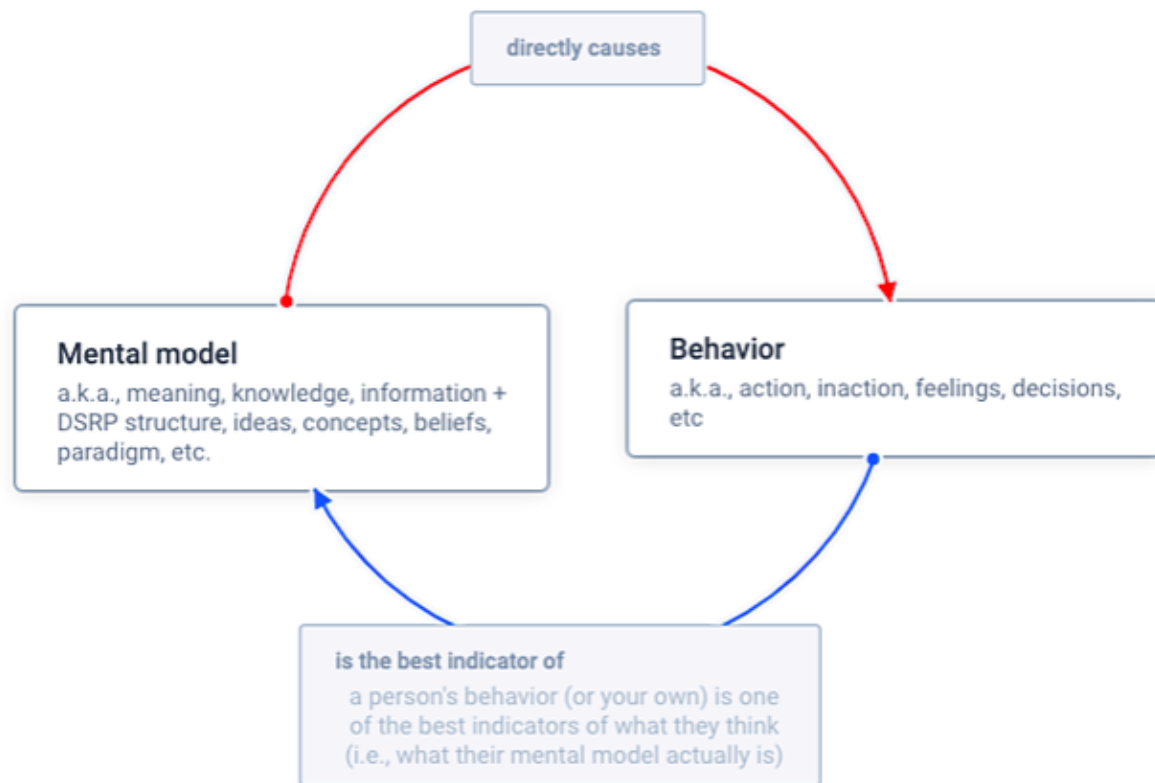 directly causes
Mental model
a.k.a., meaning, knowledge, information +
DSRP structure, ideas, concepts, beliefs,
paradigm, etc.
Behavior
a.k.a., action, inaction, feelings, decisions,
etc
is the best indicator of
a person's behavior (or your own) is one
of the best indicators of what they think
(i.e., what their mental model actually is)